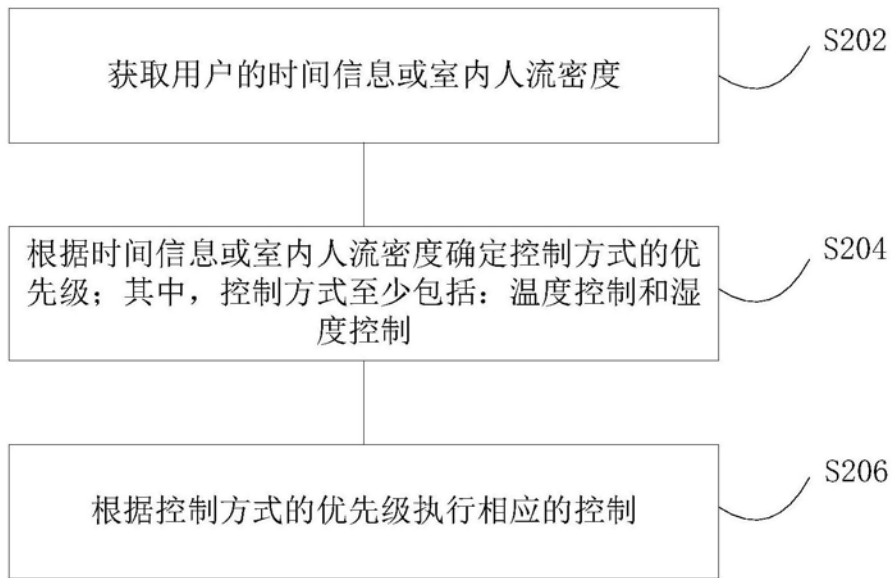 获取用户的时间信息或室内人流密度
S202
根据时间信息或室内人流密度确定控制方式的优
先级；其中，控制方式至少包括：温度控制和湿
度控制
S204
根据控制方式的优先级执行相应的控制
S206